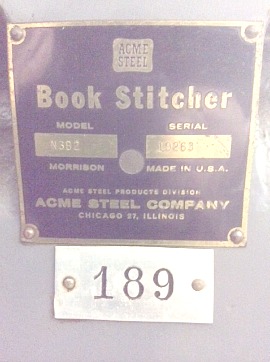 ACME
STEEL
Book Stitcher
MODEL SERIAL
N3B2
MORRISON MADE IN U.S.A.
ACME STEEL PRODUCTS DIVISION
ACME STEEL COMPANY
CHICAGO 27, ILLINOIS
189